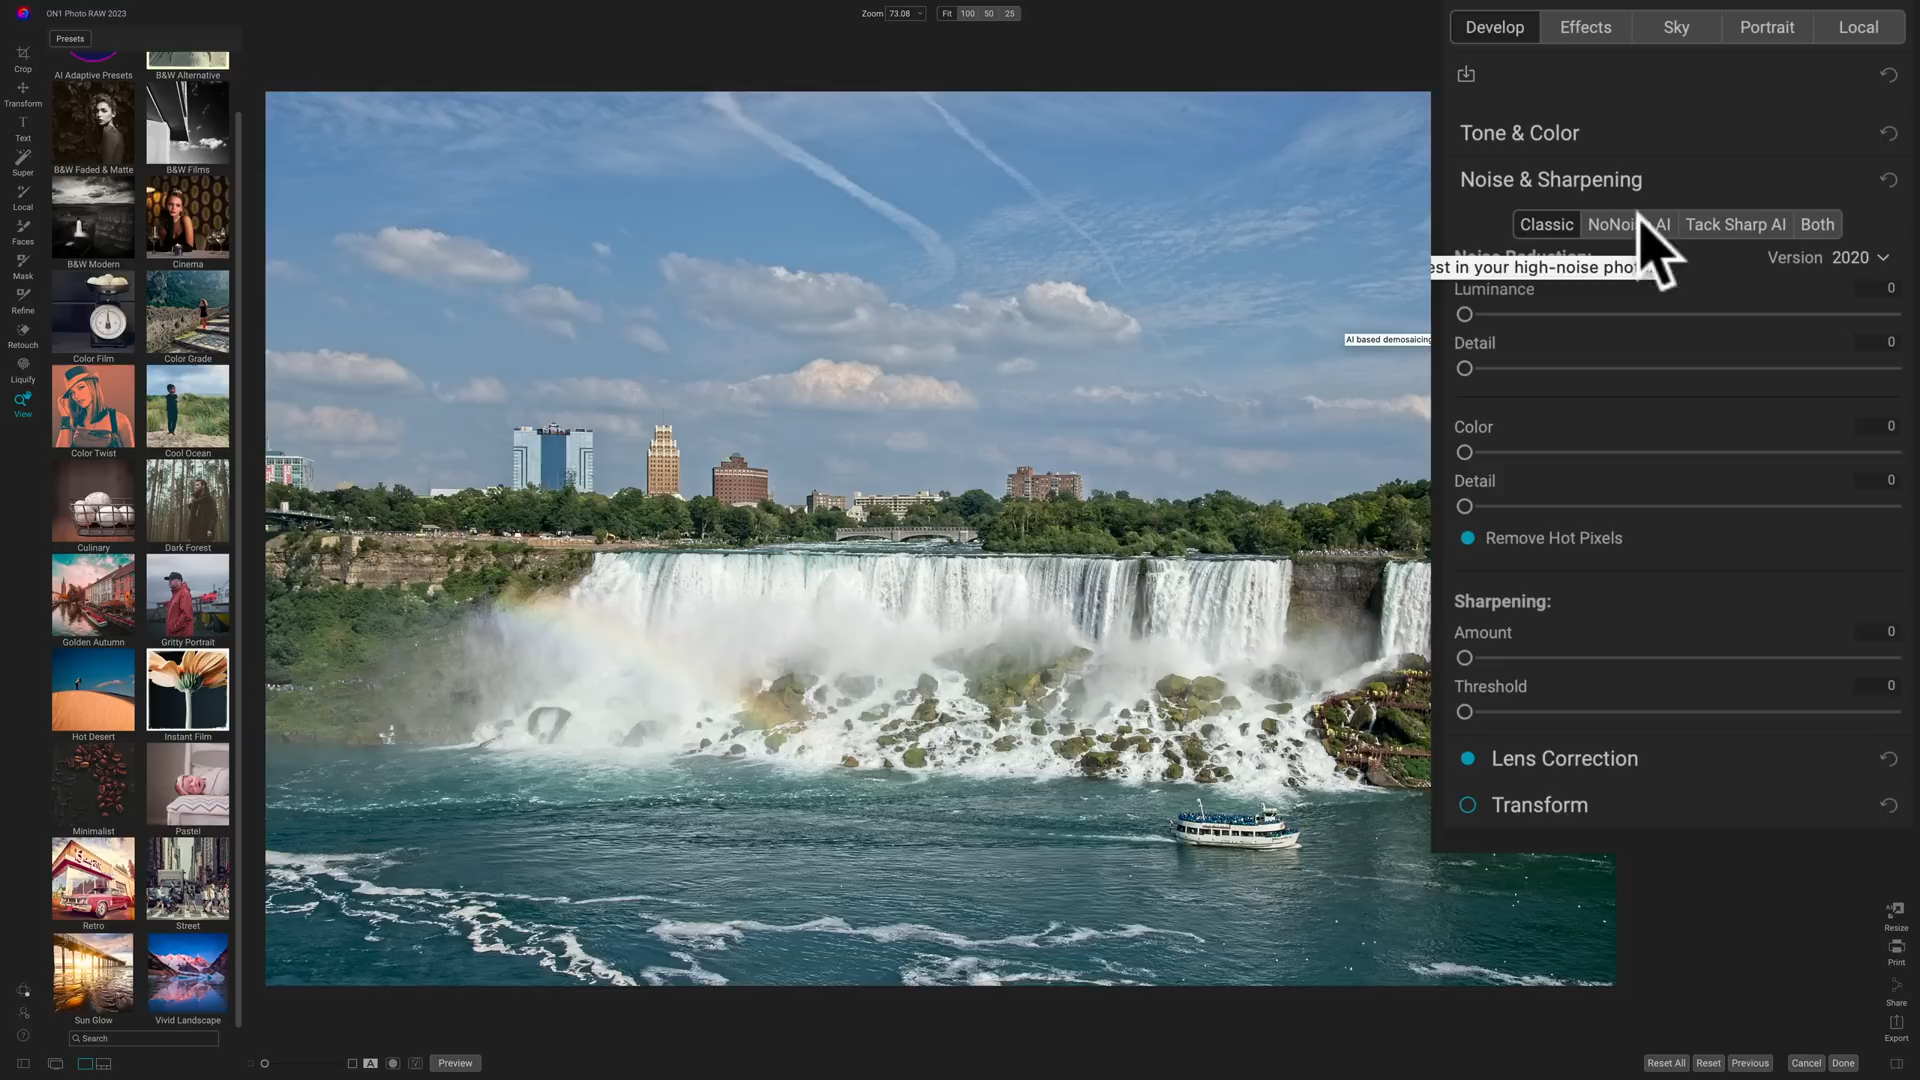 ON1 Photo RAW 2023
Zoom 73.08
Fit 100 50 25
Develop Effects Sky Portrait Local
Presets
Crop
Transform
Text
Super
Local
Faces
Mask
Refine
Retouch
Liquify
View
AI Adaptive Presets B&W Alternative
B&W Faded & Matte B&W Films
B&W Modern Cinema
Color Film Color Grade
Color Twist Cool Ocean
Culinary Dark Forest
Golden Autumn Gritty Portrait
Hot Desert Instant Film
Minimalist Pastel
Retro Street
Sun Glow Vivid Landscape
Search
AI based demosaicing
Tone & Color
Noise & Sharpening
Classic AI Tack Sharp AI Both
Version 2020
est in your high-noise
Luminance 0
Detail 0
Color 0
Detail 0
Remove Hot Pixels
Sharpening:
Amount 0
Threshold 0
Lens Correction
Transform
Resize
Print
Share
Export
A
Preview
Reset All Reset Previous Cancel Done